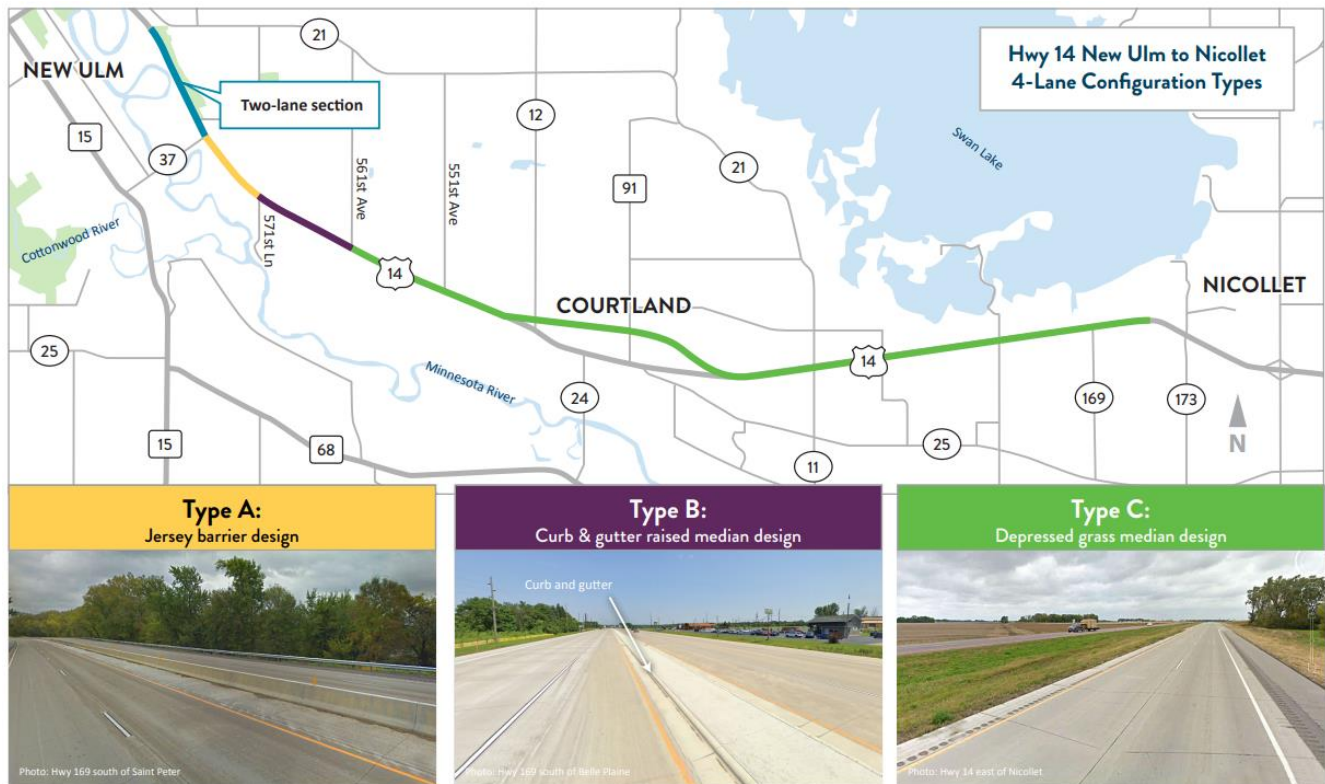 Hwy 14 New Ulm to Nicollet
4-Lane Configuration Types
NEW ULM
21
Two-lane section
15
37
12
21
Swan Lake
561st Ave
551st Ave
91
571st Ln
Cottonwood River
14
COURTLAND
NICOLLET
25
14
Minnesota River
24
169
173
N
15
68
25
11
Type A:
Jersey barrier design
Photo: Hwy 169 south of Saint Peter
Type B:
Curb & gutter raised median design
Curb and gutter
Photo: Hwy 169 south of Belle Plaine
Type C:
Depressed grass median design
Photo: Hwy 14 east of Nicollet